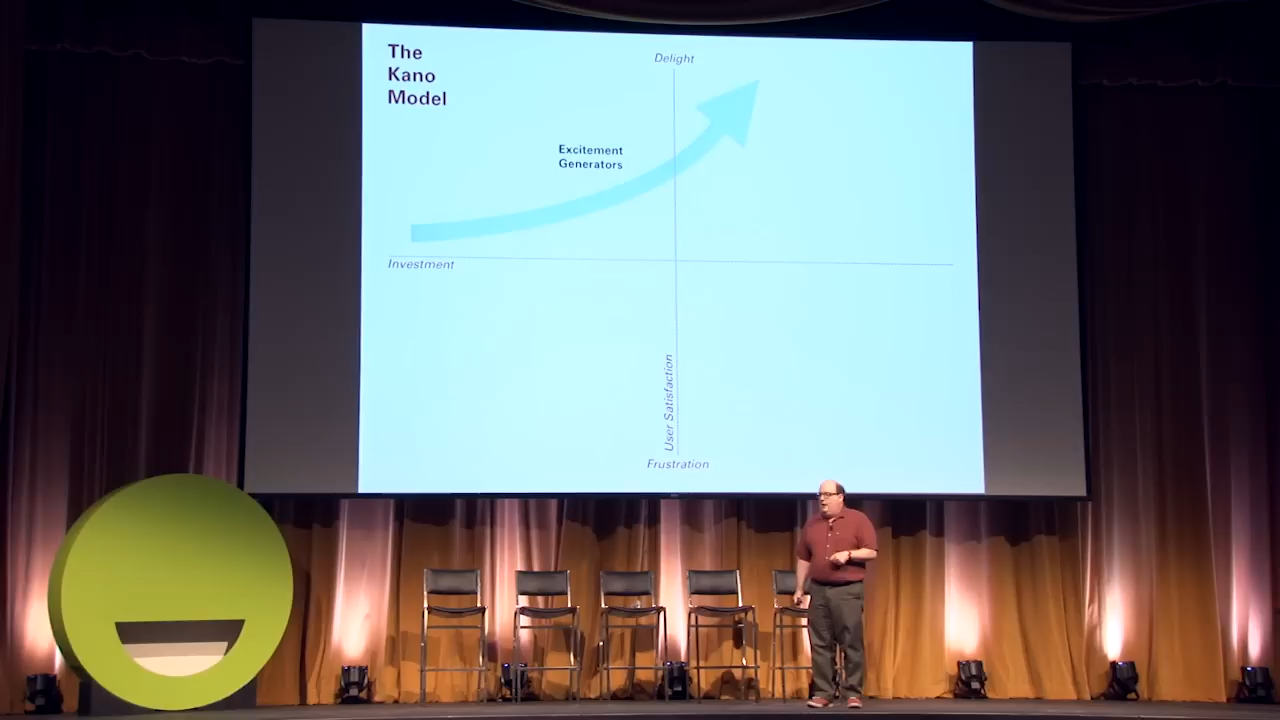 The
Kano
Model
Delight
Excitement
Generators
Investment
User Satisfaction
Frustration